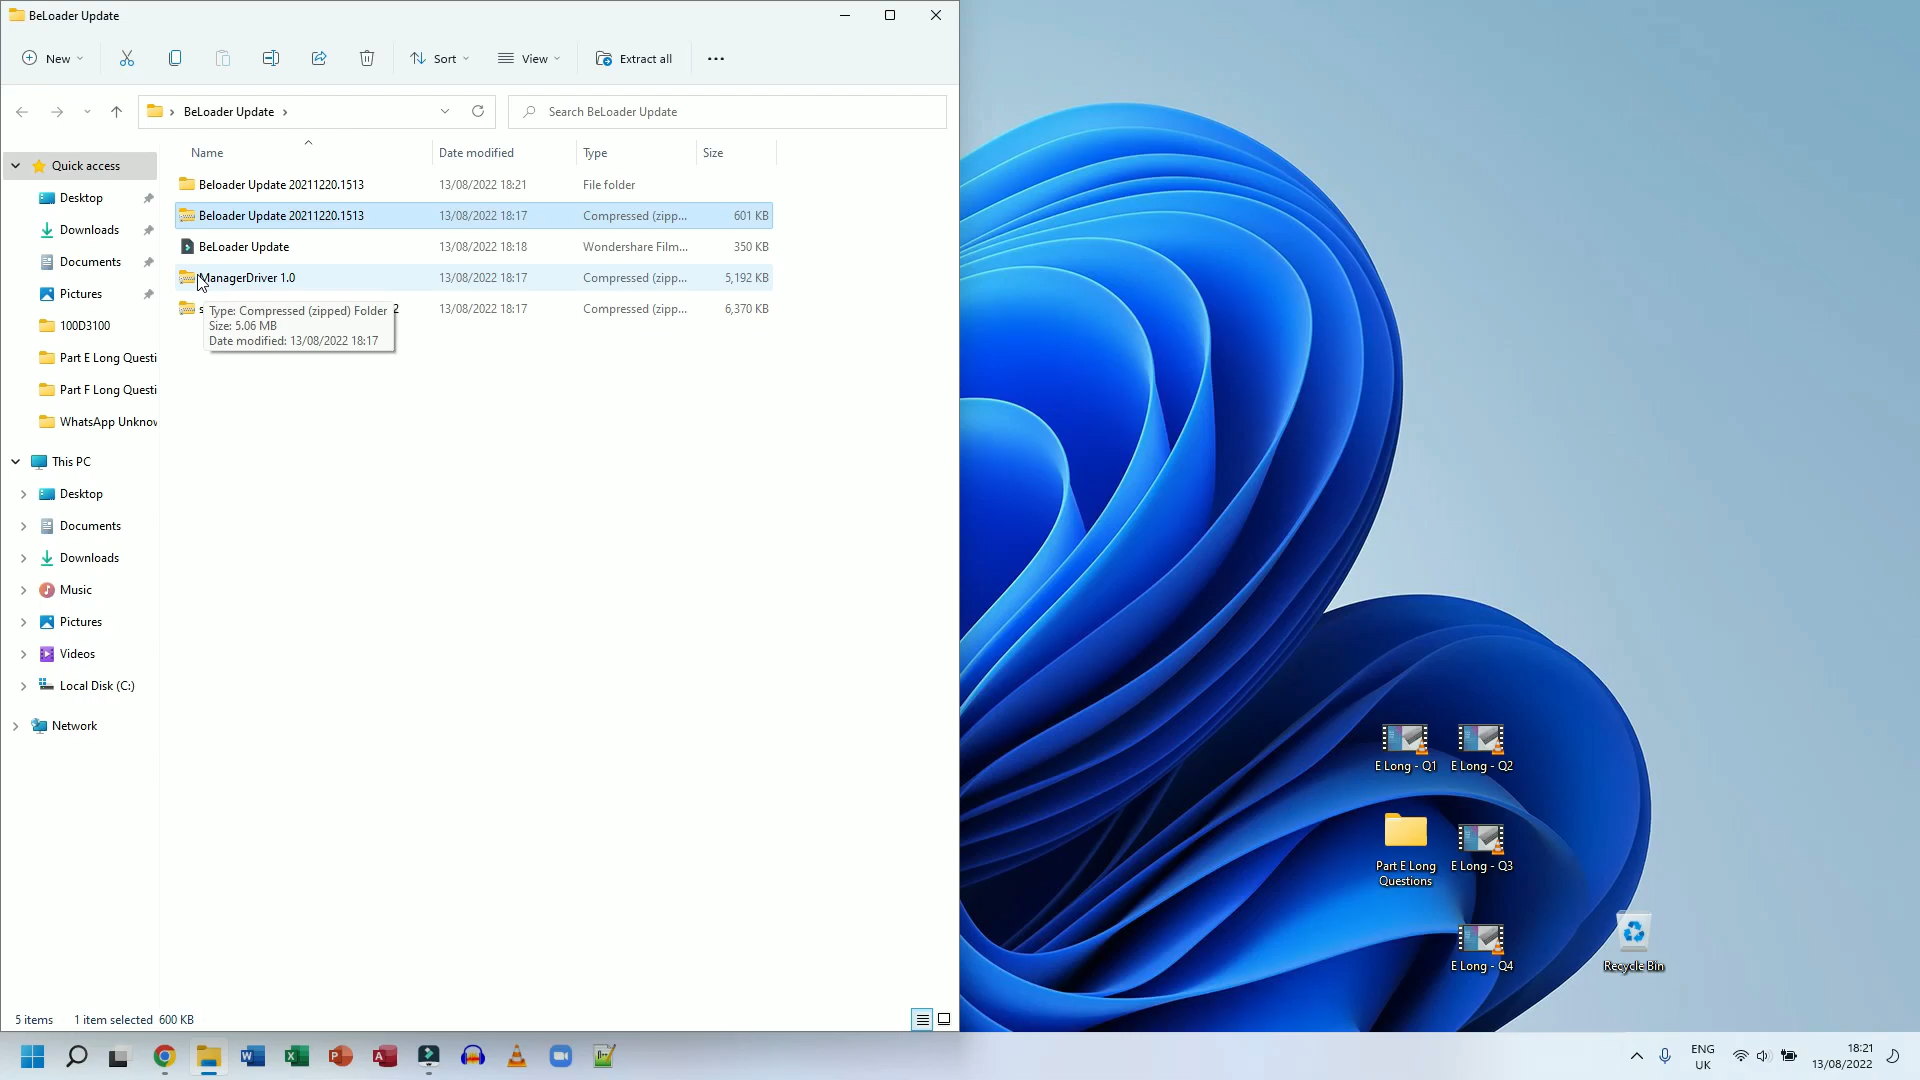 BeLoader Update
New
Sort
View
Extract all
BeLoader Update
Search BeLoader Update
Name
Date modified
Type
Size
Beloader Update 20211220.1513
13/08/2022 18:21
File folder
Beloader Update 20211220.1513
13/08/2022 18:17
Compressed (zipp...
601 KB
BeLoader Update
13/08/2022 18:18
Wondershare Film...
350 KB
ManagerDriver 1.0
13/08/2022 18:17
Compressed (zipp...
5,192 KB
13/08/2022 18:17
Compressed (zipp...
6,370 KB
Type: Compressed (zipped) Folder
Size: 5.06 MB
Date modified: 13/08/2022 18:17
Quick access
Desktop
Downloads
Documents
Pictures
100D3100
Part E Long Questi
Part F Long Questi
WhatsApp Unknow
This PC
Desktop
Documents
Downloads
Music
Pictures
Videos
Local Disk (C:)
Network
5 items
1 item selected 600 KB
E Long - Q1
E Long - Q2
Part E Long
Questions
E Long - Q3
E Long - Q4
Recycle Bin
ENG
UK
18:21
13/08/2022